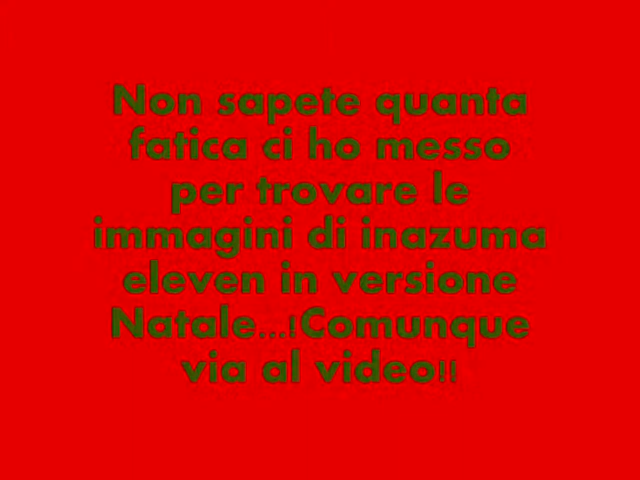 Non sapete quanta
fatica ci ho messo
per trovare le
immagini di inazuma
eleven in versione
Natale...!Comunque
via al video!!